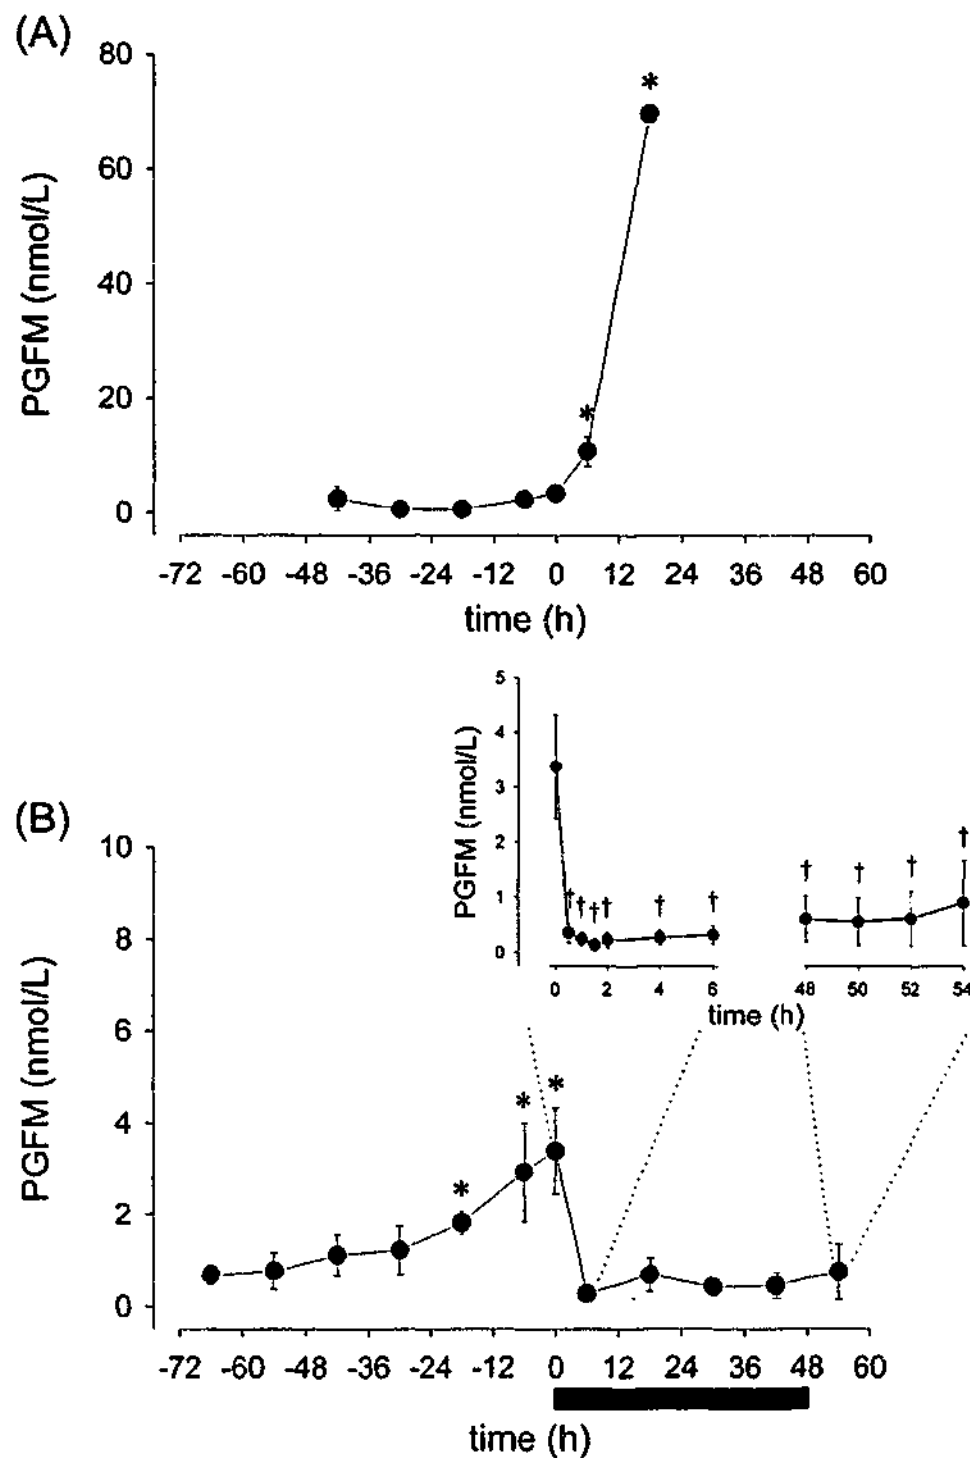 (A)
80
60
40
20
0
PGFM (nmol/L)
*
*
-72 -60 -48 -36 -24 -12 0 12 24 36 48 60
time (h)
5
4
3
2
1
0
PGFM (nmol/L)
† † † † † † † † † †
0 2 4 6 48 50 52 54
time (h)
(B)
10
8
6
4
2
0
PGFM (nmol/L)
* * *
-72 -60 -48 -36 -24 -12 0 12 24 36 48 60
time (h)